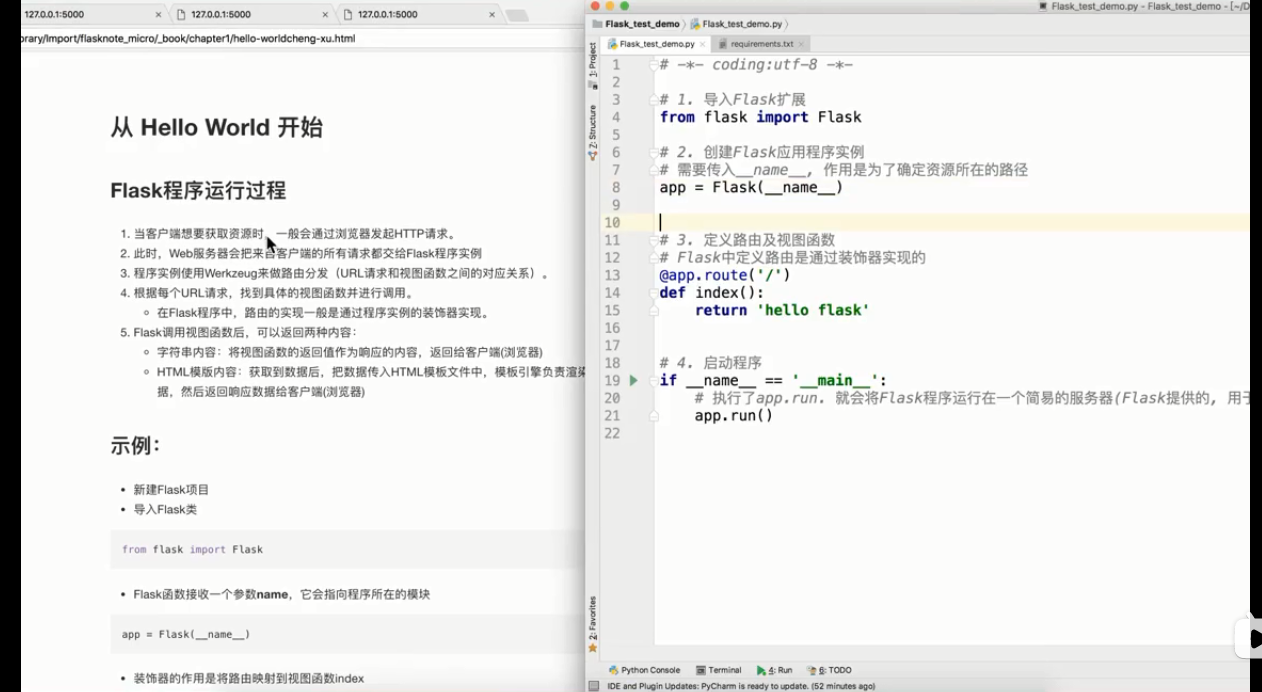 127.0.0.1:5000
127.0.0.1:5000
127.0.0.1:5000
rary/Import/flasknote_micro/_book/chapter1/hello-worldcheng-xu.html
从 Hello World 开始
Flask程序运行过程
1. 当客户端想要获取资源时，一般会通过浏览器发起HTTP请求。
2. 此时，Web服务器会把来自客户端的所有请求都交给Flask程序实例
3. 程序实例使用Werkzeug来做路由分发（URL请求和视图函数之间的对应关系）。
4. 根据每个URL请求，找到具体的视图函数并进行调用。
在Flask程序中，路由的实现一般是通过程序实例的装饰器实现。
5. Flask调用视图函数后，可以返回两种内容：
字符串内容：将视图函数的返回值作为响应的内容，返回给客户端(浏览器)
HTML模版内容：获取到数据后，把数据传入HTML模板文件中，模板引擎负责渲染
据，然后返回响应数据给客户端(浏览器)
示例：
新建Flask项目
导入Flask类
from flask import Flask
Flask函数接收一个参数name，它会指向程序所在的模块
app = Flask(__name__)
装饰器的作用是将路由映射到视图函数index
Flask_test_demo.py - Flask_test_demo - [~/D
Flask_test_demo
Flask_test_demo.py
Flask_test_demo.py
requirements.txt
1: Project
2: Structure
2: Favorites
1 # -*- coding:utf-8 -*-
2
3 # 1. 导入Flask扩展
4 from flask import Flask
5
6 # 2. 创建Flask应用程序实例
7 # 需要传入__name__, 作用是为了确定资源所在的路径
8 app = Flask(__name__)
9
10
11 # 3. 定义路由及视图函数
12 # Flask中定义路由是通过装饰器实现的
13 @app.route('/')
14 def index():
15 return 'hello flask'
16
17
18 # 4. 启动程序
19 if __name__ == '__main__':
20 # 执行了app.run. 就会将Flask程序运行在一个简易的服务器(Flask提供的, 用于
21 app.run()
22
Python Console
Terminal
4: Run
6: TODO
IDE and Plugin Updates: PyCharm is ready to update. (52 minutes ago)